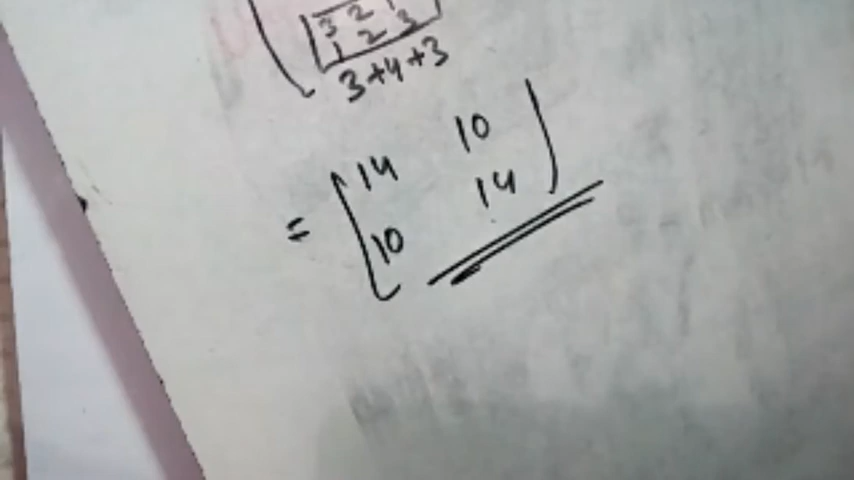 3 2 1
1 2 3
3+4+3
= [14 10
10 14)